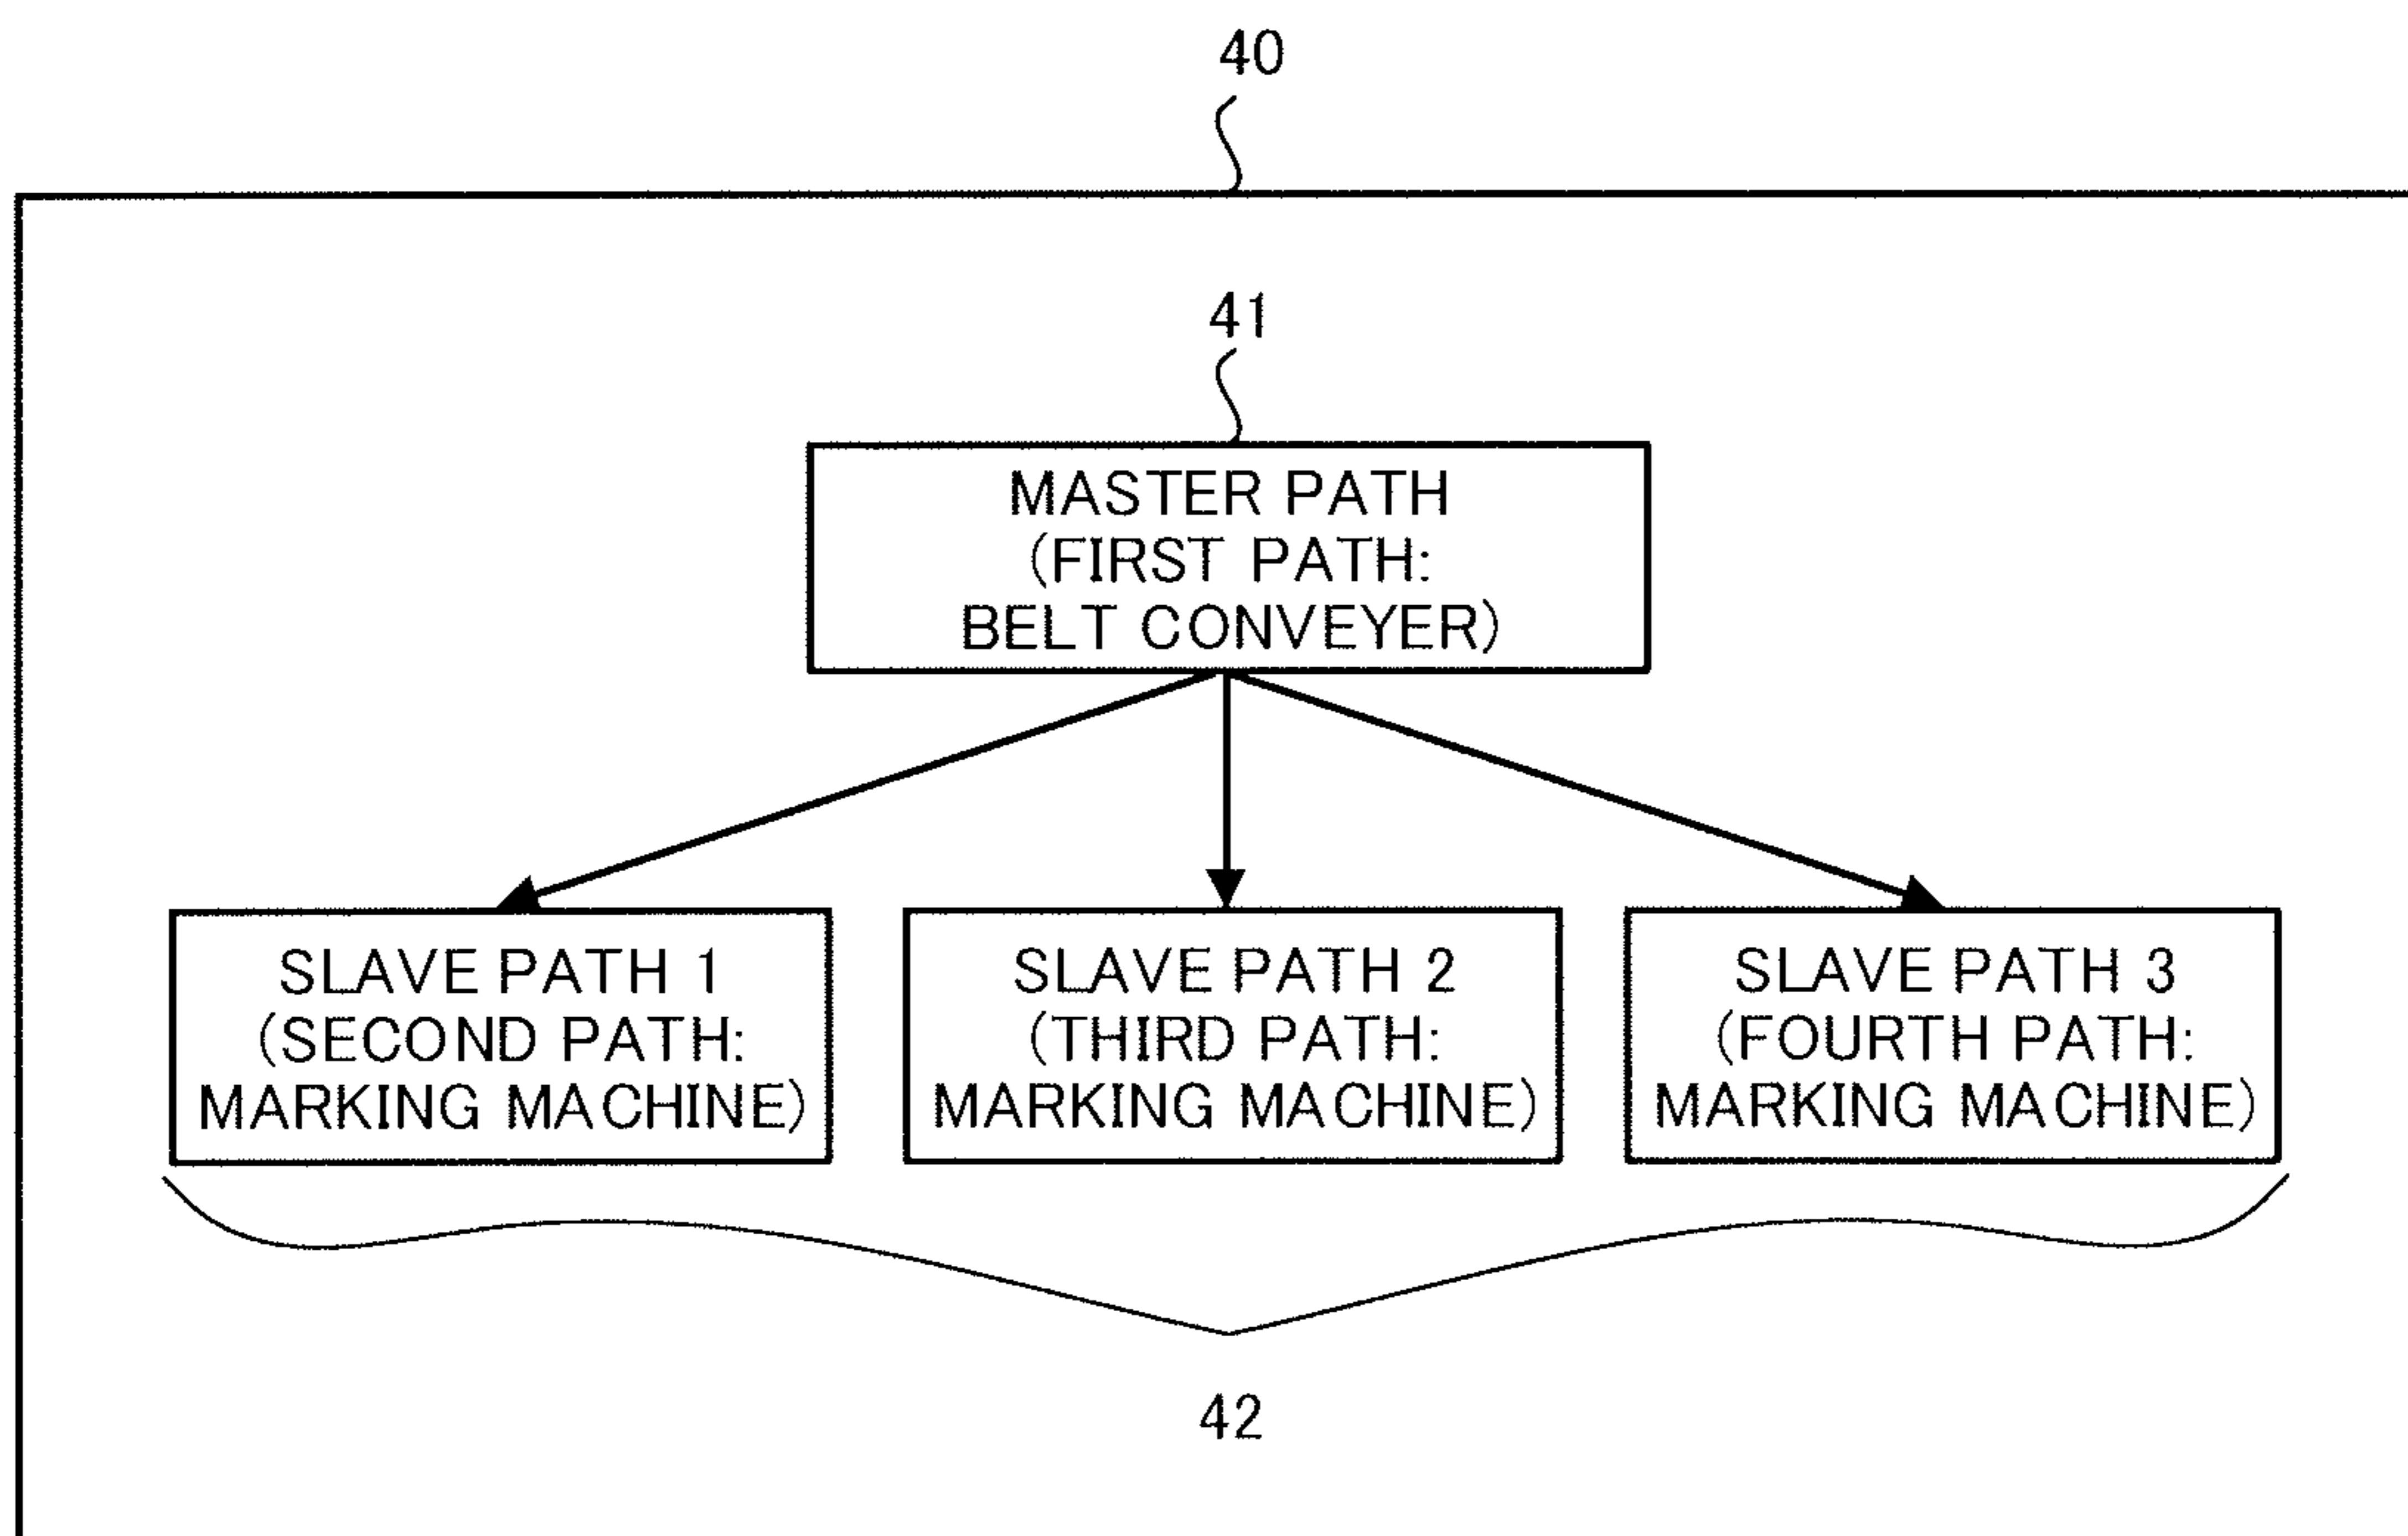 40
41
MASTER PATH
(FIRST PATH:
BELT CONVEYER)
SLAVE PATH 1
(SECOND PATH:
MARKING MACHINE)
SLAVE PATH 2
(THIRD PATH:
MARKING MACHINE)
SLAVE PATH 3
(FOURTH PATH:
MARKING MACHINE)
42